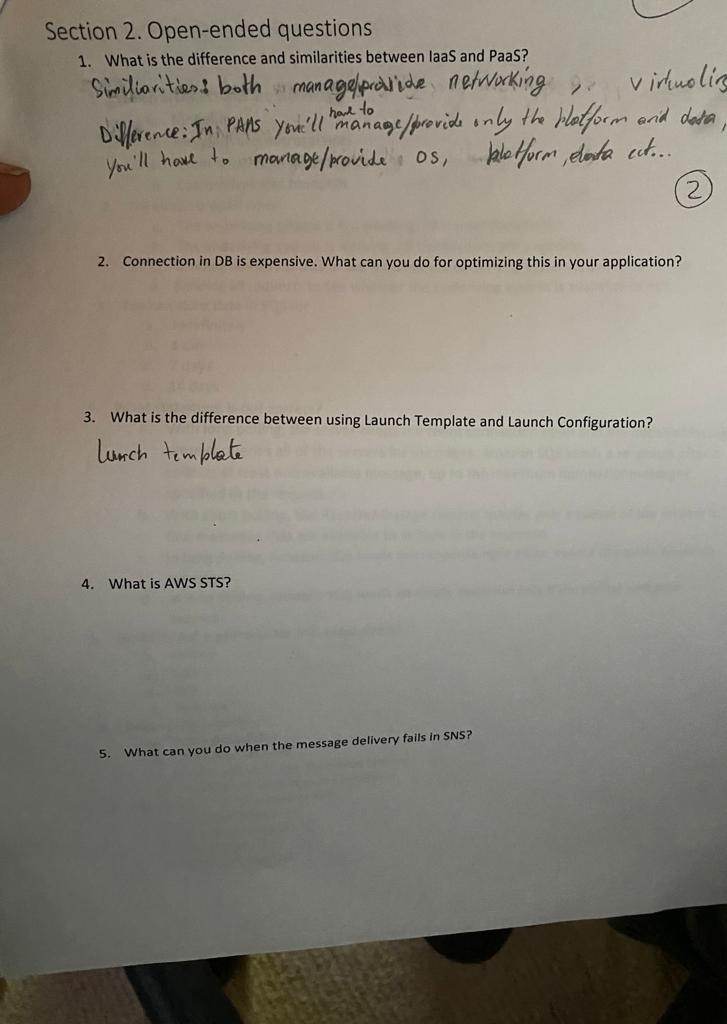 Section 2. Open-ended questions
1. What is the difference and similarities between IaaS and PaaS?
Similiarities: both manage/provide networking, virtualiz
Difference: In PAAS you'll have to manage/provide only the platform and data,
You'll have to manage/provide OS, platform, data ect...
2
2. Connection in DB is expensive. What can you do for optimizing this in your application?
3. What is the difference between using Launch Template and Launch Configuration?
Lunch template
4. What is AWS STS?
5. What can you do when the message delivery fails in SNS?